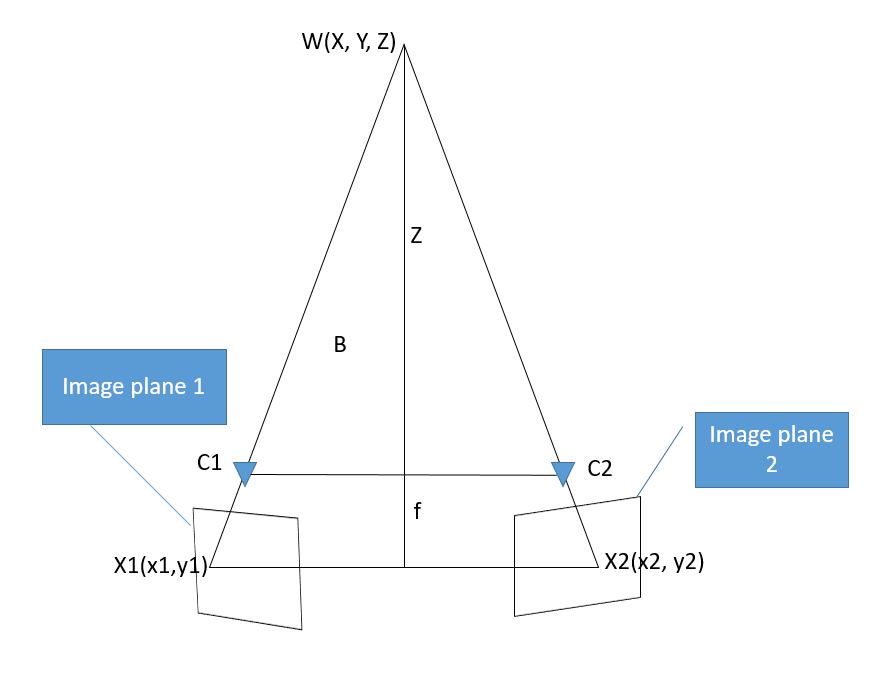 W(X, Y, Z)
Z
B
Image plane 1
Image plane
2
C1
C2
f
X1(x1,y1)
X2(x2, y2)